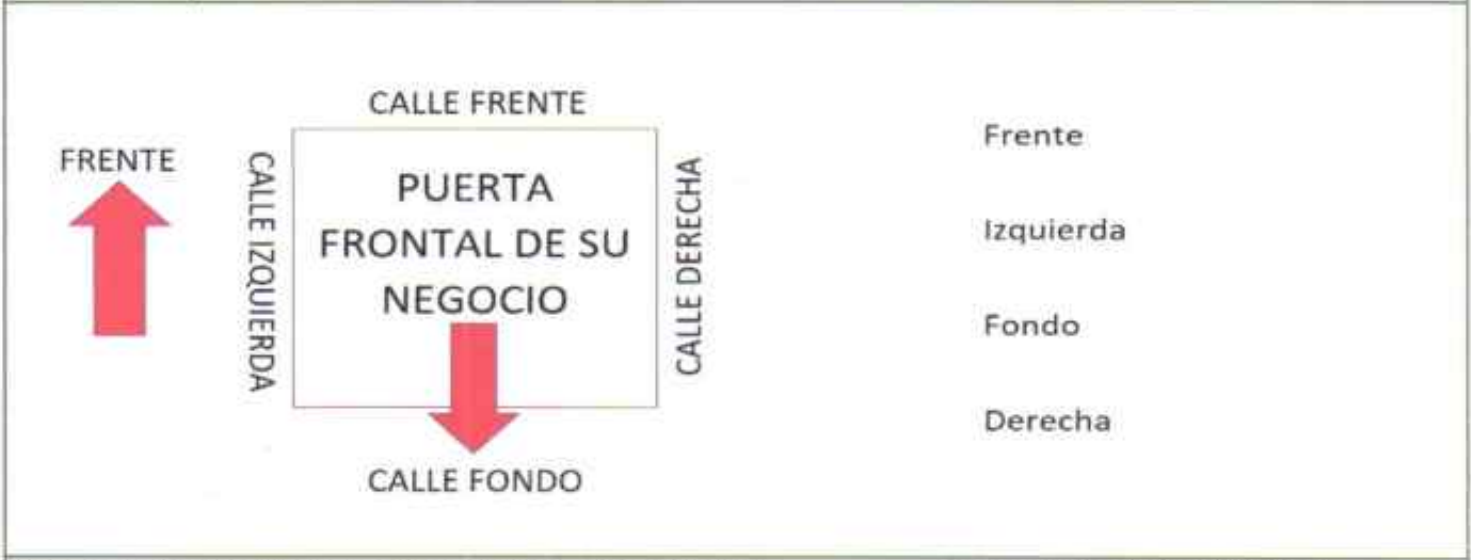 CALLE FRENTE
FRENTE
CALLE IZQUIERDA
PUERTA
FRONTAL DE SU
NEGOCIO
CALLE DERECHA
CALLE FONDO
Frente
Izquierda
Fondo
Derecha